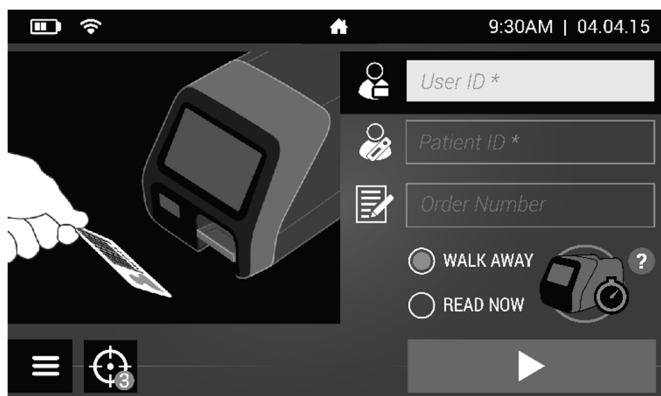 9:30AM | 04.04.15
User ID *
Patient ID *
Order Number
WALK AWAY
?
READ NOW
3